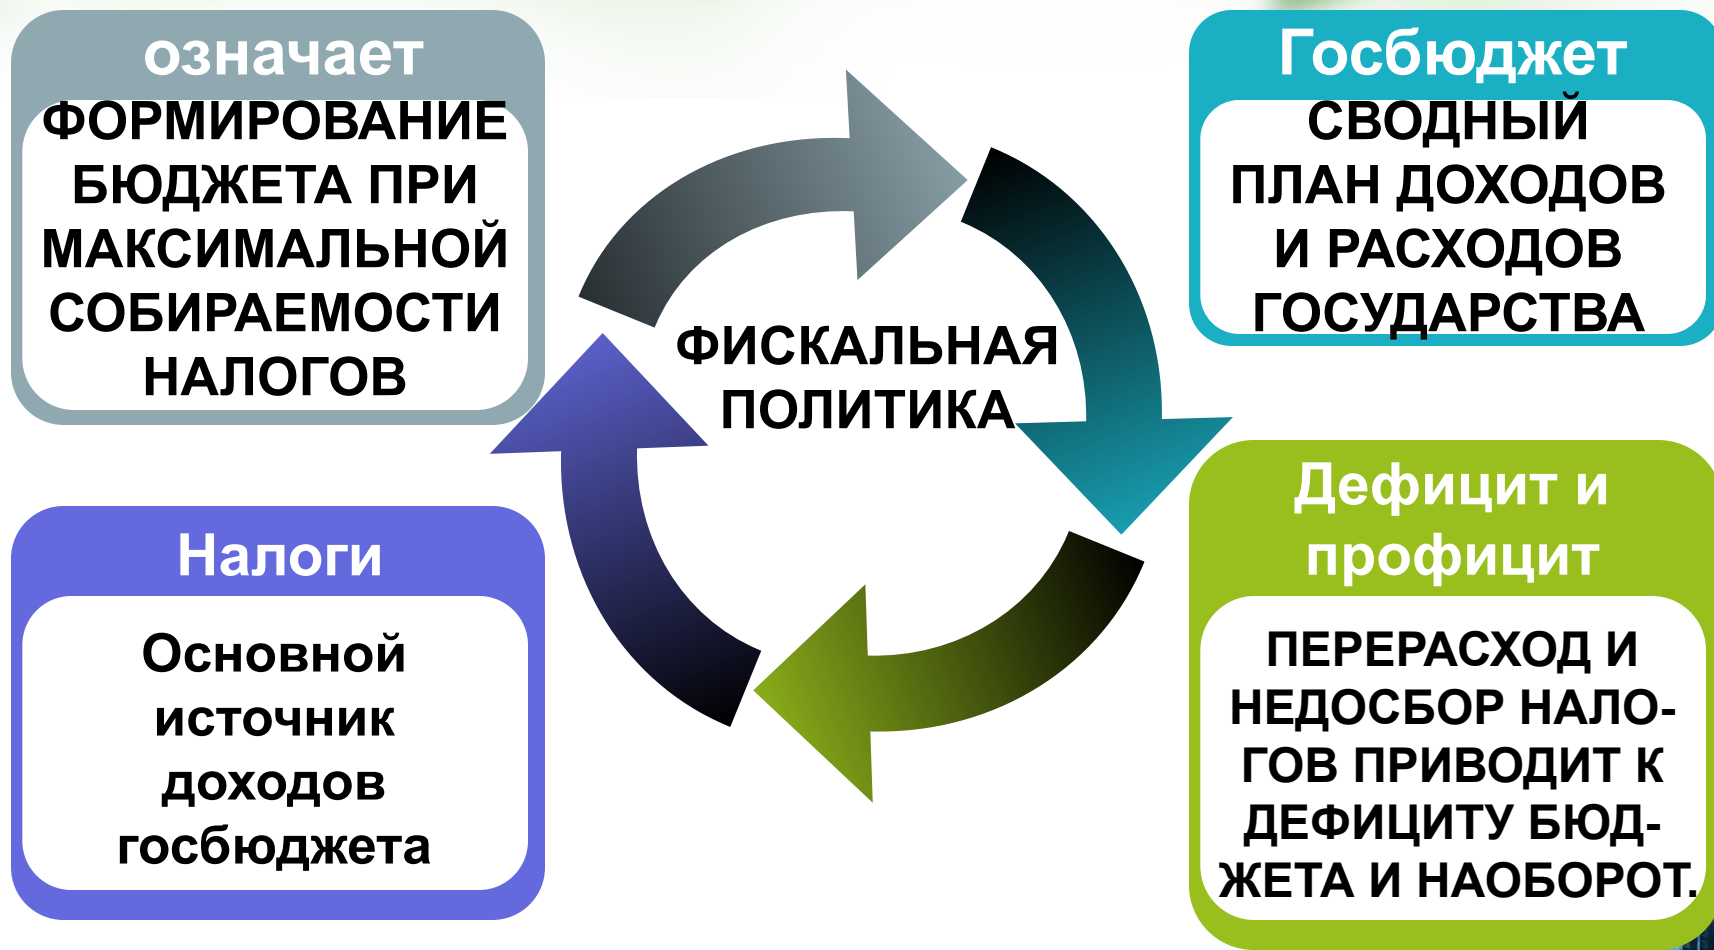 означает
ФОРМИРОВАНИЕ
БЮДЖЕТА ПРИ
МАКСИМАЛЬНОЙ
СОБИРАЕМОСТИ
НАЛОГОВ
Госбюджет
СВОДНЫЙ
ПЛАН ДОХОДОВ
И РАСХОДОВ
ГОСУДАРСТВА
ФИСКАЛЬНАЯ
ПОЛИТИКА
Налоги
Основной
источник
доходов
госбюджета
Дефицит и
профицит
ПЕРЕРАСХОД И
НЕДОСБОР НАЛО-
ГОВ ПРИВОДИТ К
ДЕФИЦИТУ БЮД-
ЖЕТА И НАОБОРОТ.